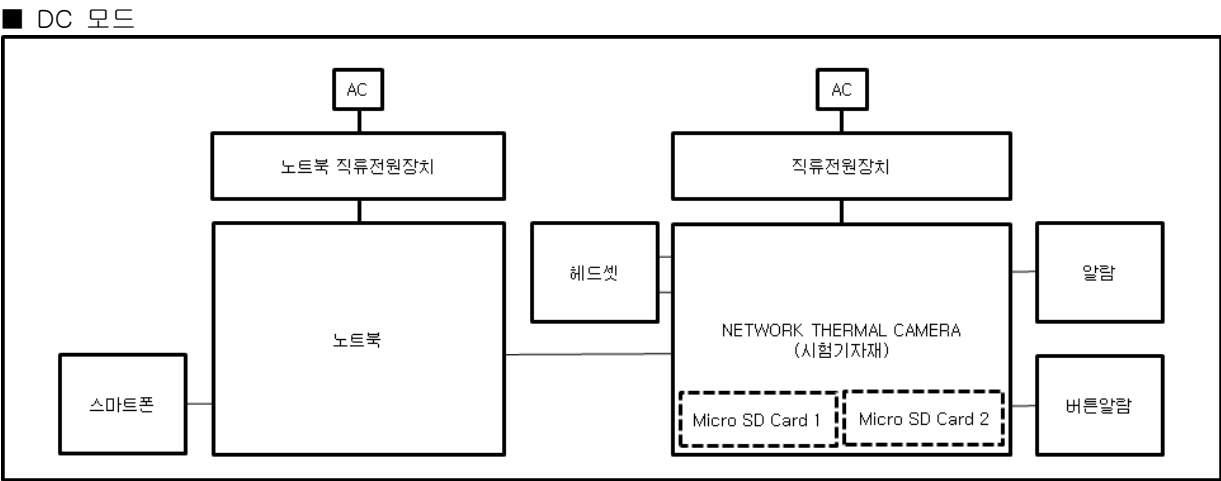 ■ DC 모드
AC
AC
노트북 직류전원장치
직류전원장치
헤드셋
알람
노트북
NETWORK THERMAL CAMERA
(시험기자재)
스마트폰
Micro SD Card 1
Micro SD Card 2
버튼알람